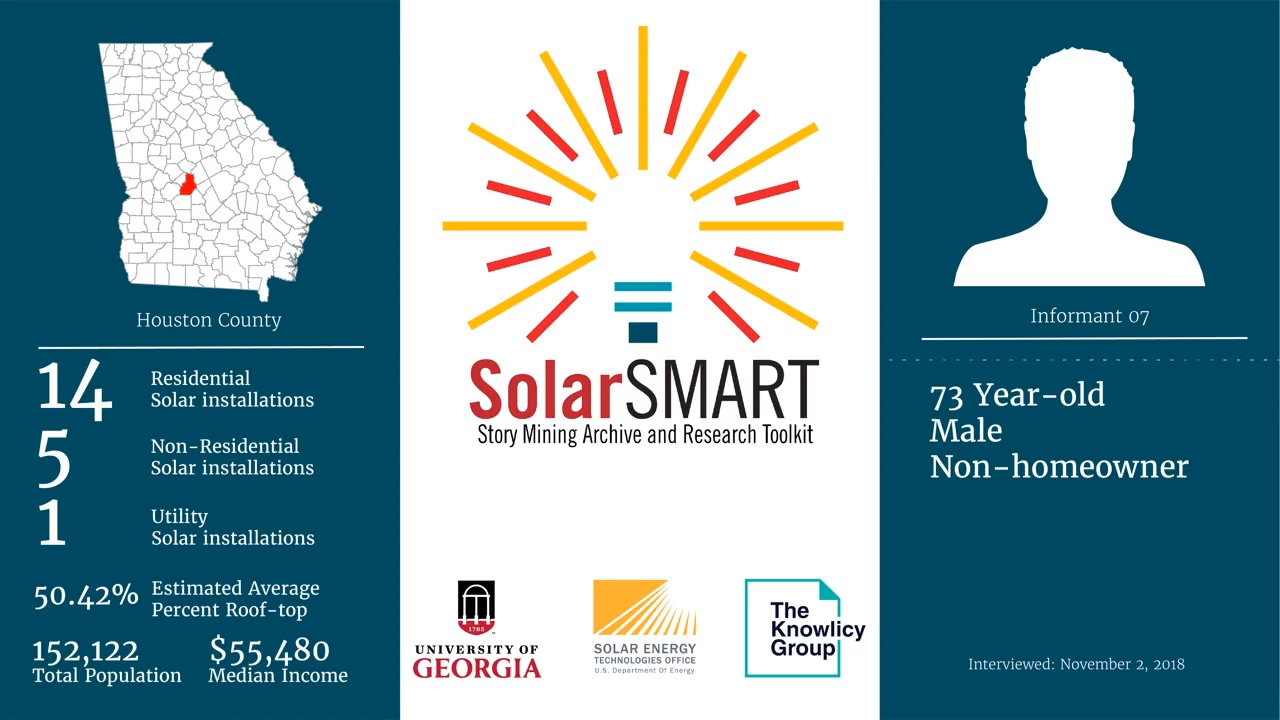 Houston County
14
Residential
Solar installations
5
Non-Residential
Solar installations
1
Utility
Solar installations
50.42%
Estimated Average
Percent Roof-top
152,122
Total Population
$55,480
Median Income
SolarSMART
Story Mining Archive and Research Toolkit
1785
UNIVERSITY OF
GEORGIA
SOLAR ENERGY
TECHNOLOGIES OFFICE
U.S. Department Of Energy
The
Knowlicy
Group
Informant 07
73 Year-old
Male
Non-homeowner
Interviewed: November 2, 2018